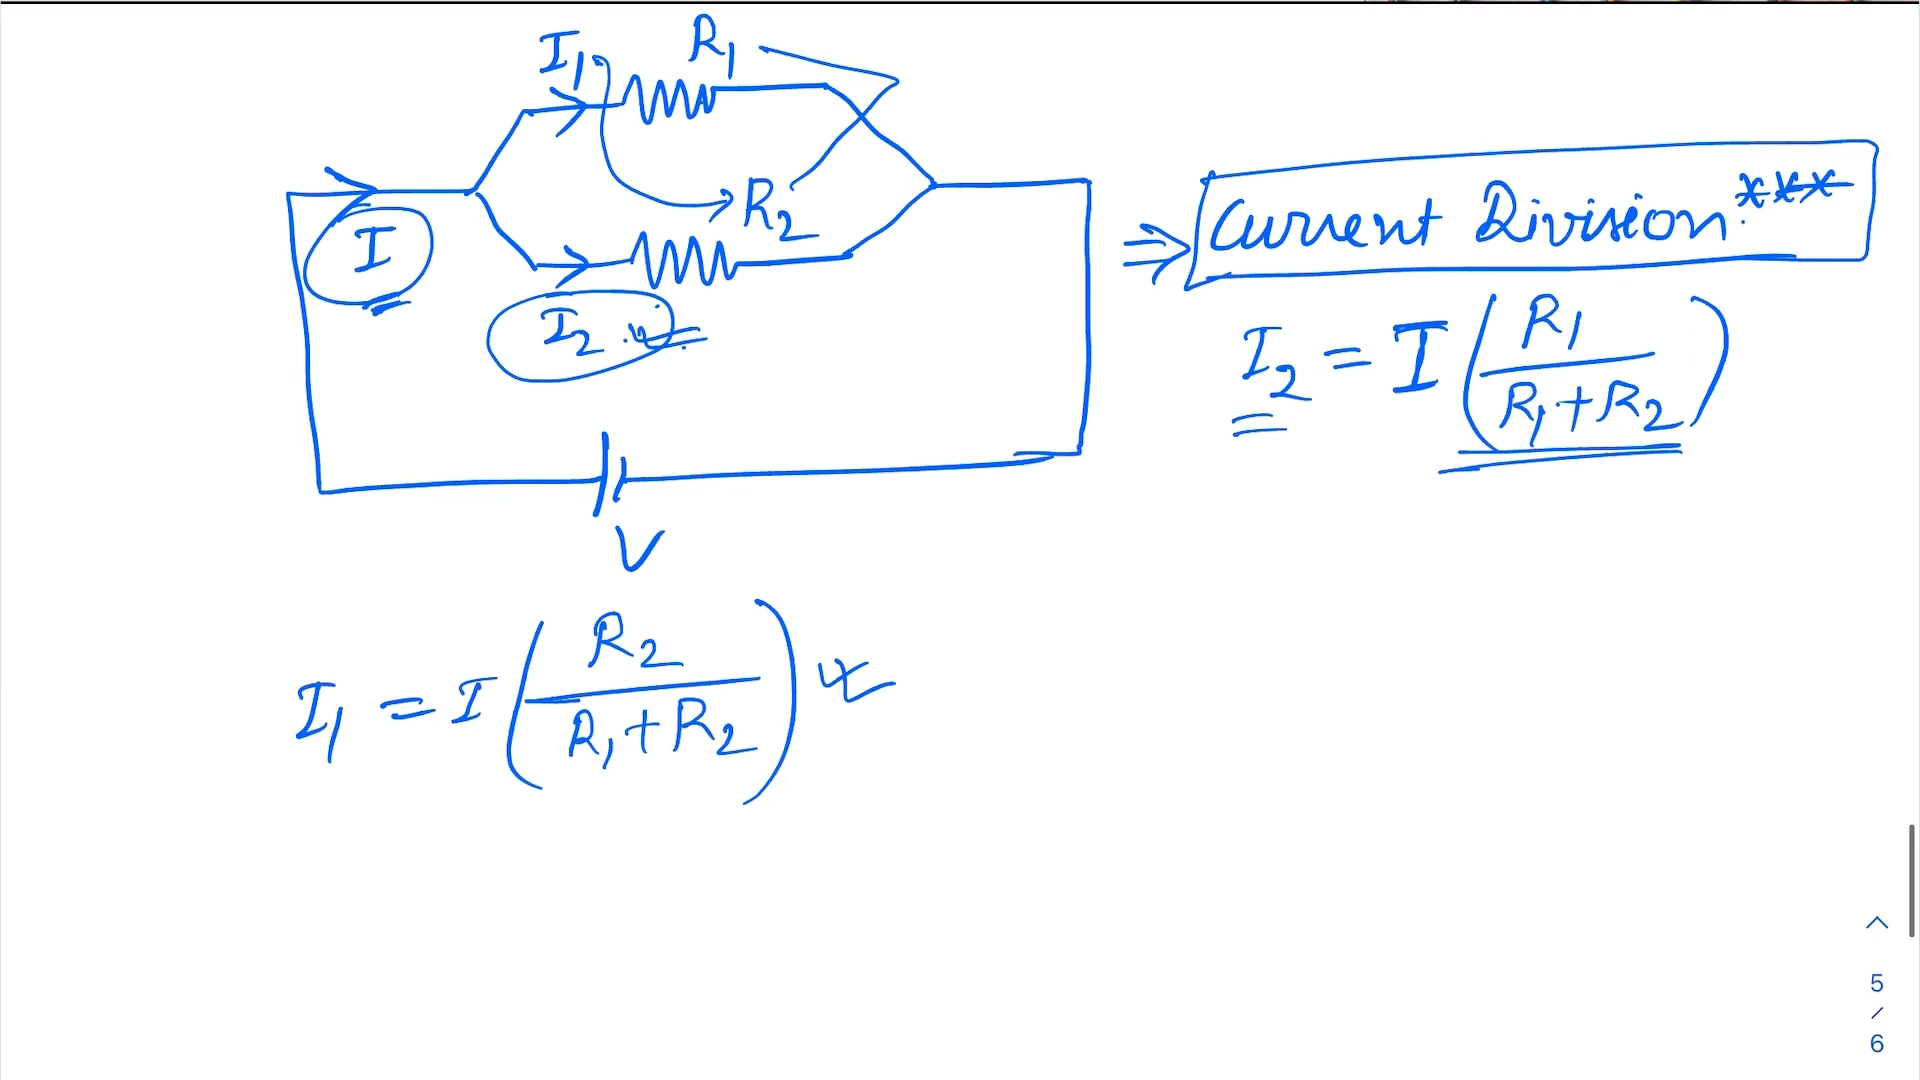 I₁ R₁
I
R₂
I₂
V
Current Division.***
I₂ = I (R₁ / (R₁+R₂))
I₁ = I (R₂ / (R₁+R₂))
5
/
6